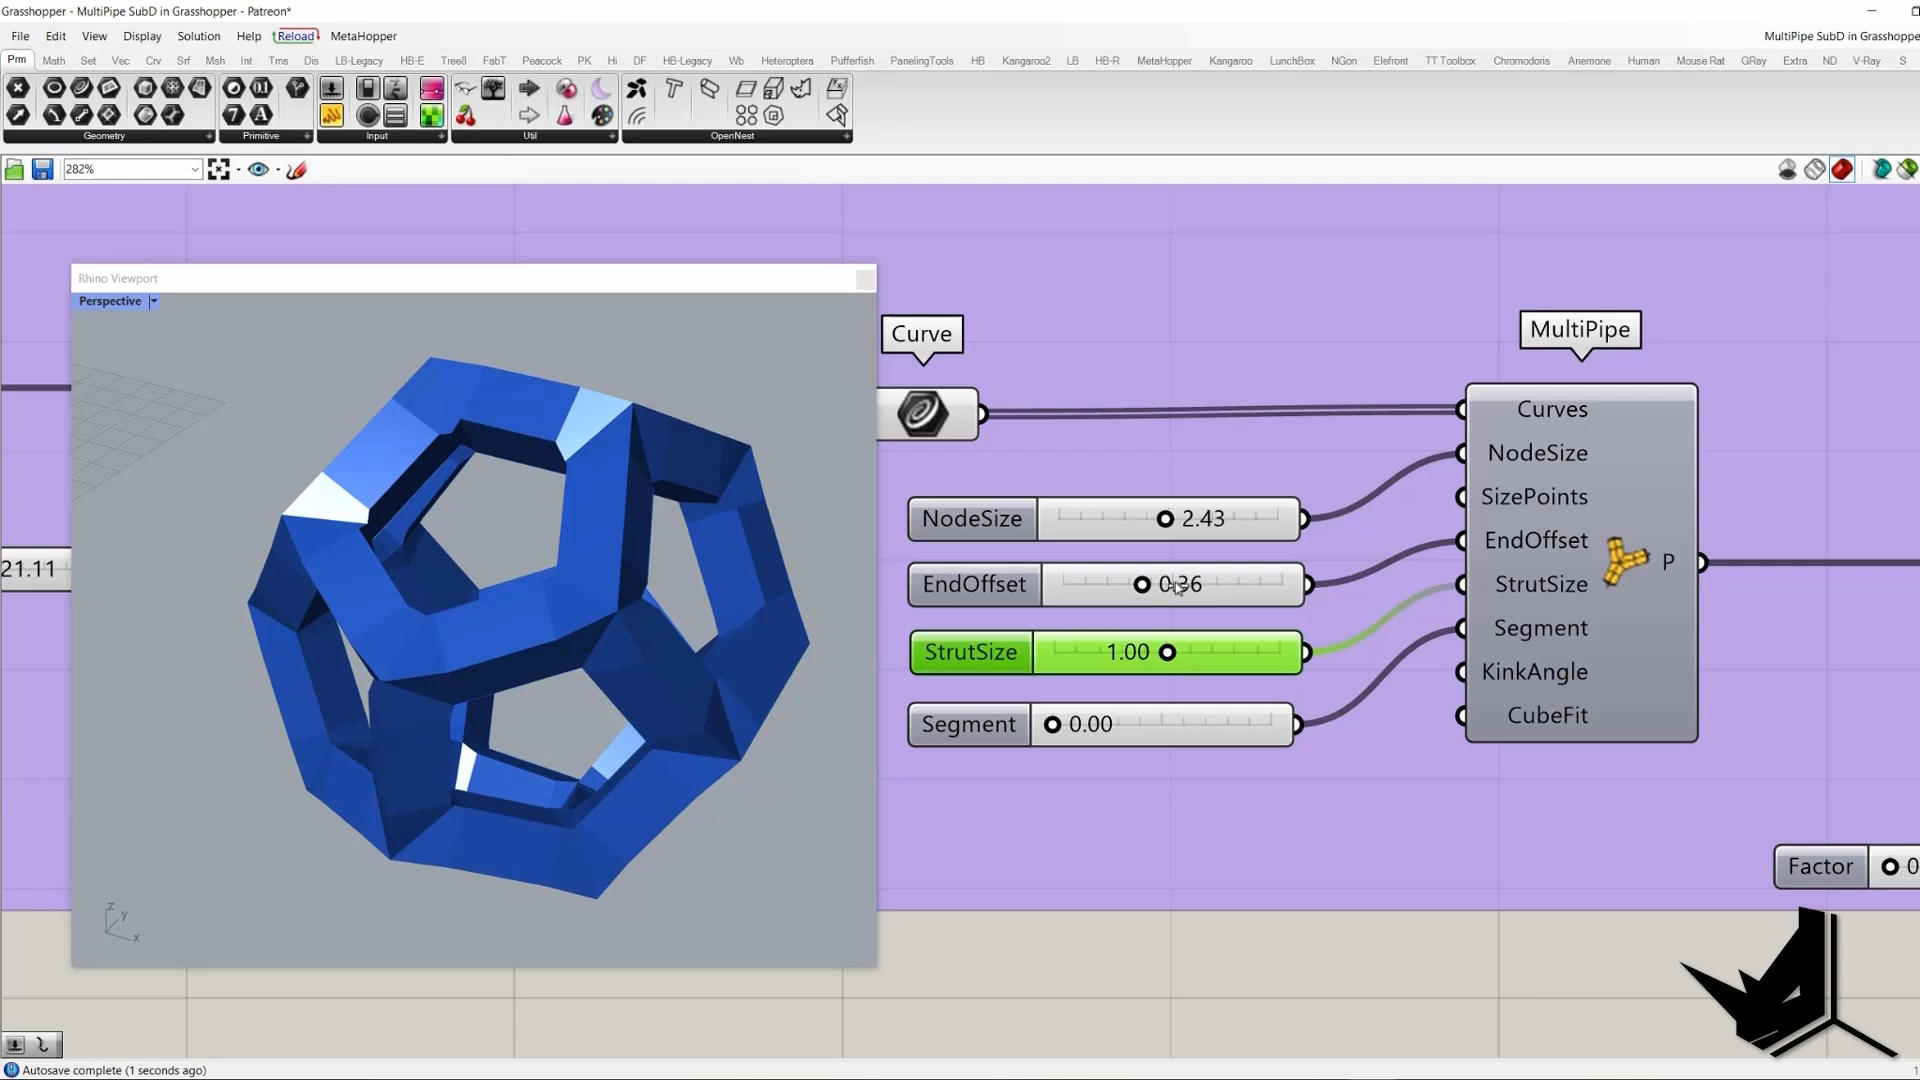 Grasshopper - MultiPipe SubD in Grasshopper - Patreon*
File Edit View Display Solution Help Reload MetaHopper
MultiPipe SubD in Grasshoppe
Prm Math Set Vec Crv Srf Msh Int Trns Dis LB-Legacy HB-E Tree8 FabT Peacock PK Hi DF HB-Legacy Wb Heteroptera Pufferfish PanelingTools HB Kangaroo2 LB HB-R MetaHopper Kangaroo LunchBox NGon Elefront TT Toolbox Chromodoris Anemone Human Mouse Rat GRay Extra ND V-Ray S
Geometry Primitive Input Util OpenNest
282%
Rhino Viewport
Perspective
Curve
MultiPipe
Curves
NodeSize
SizePoints
EndOffset
StrutSize
Segment
KinkAngle
CubeFit
P
NodeSize 2.43
EndOffset 0.36
StrutSize 1.00
Segment 0.00
21.11
Factor 0
z
y
x
Autosave complete (1 seconds ago)
1